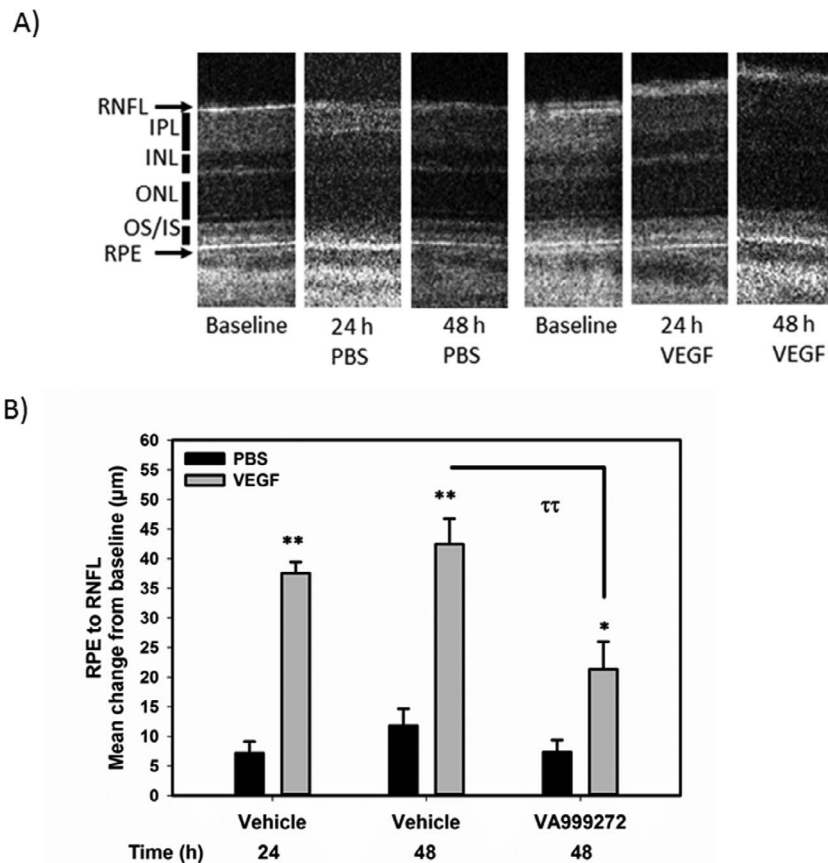 A)
RNFL
IPL
INL
ONL
OS/IS
RPE
Baseline
24 h
PBS
48 h
PBS
Baseline
24 h
VEGF
48 h
VEGF
B)
RPE to RNFL
Mean change from baseline (µm)
60
55
50
45
40
35
30
25
20
15
10
5
0
PBS
VEGF
**
**
ττ
*
Vehicle Vehicle VA999272
Time (h) 24 48 48